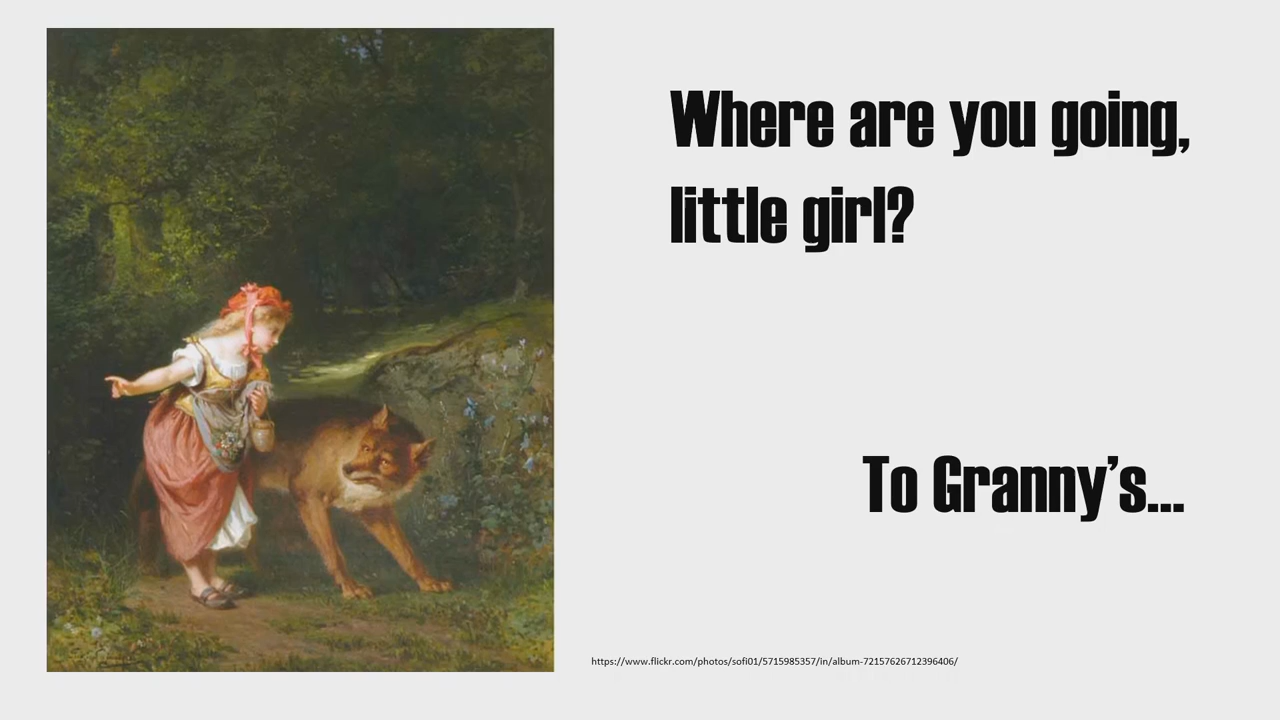 Where are you going,
little girl?
To Granny’s...
https://www.flickr.com/photos/sofi01/5715985357/in/album-72157626712396406/